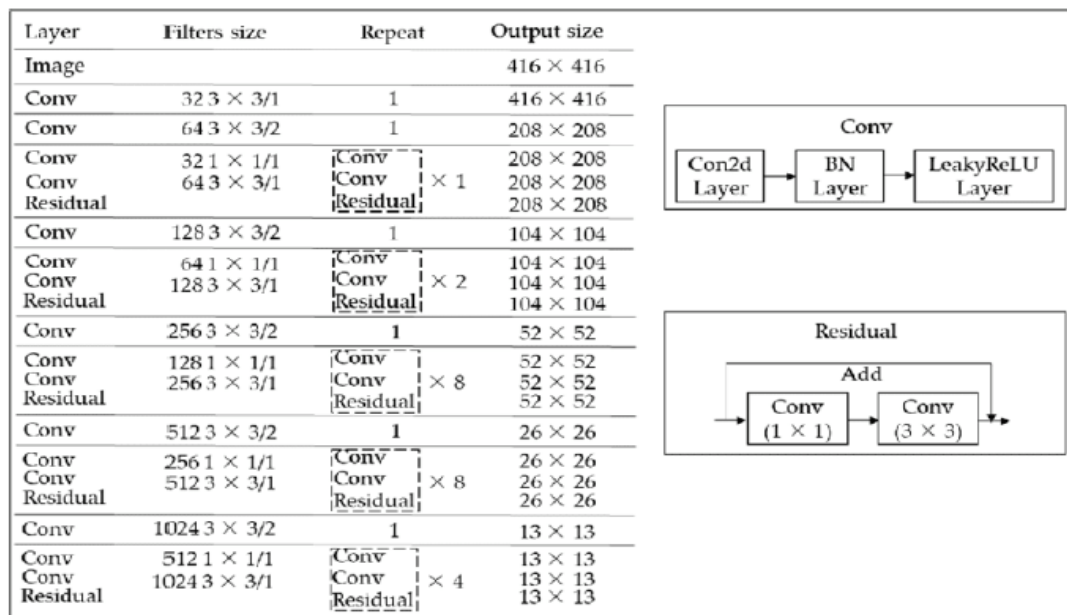 Layer Filters size Repeat Output size
Image 416 × 416
Conv 32 3 × 3/1 1 416 × 416
Conv 64 3 × 3/2 1 208 × 208
Conv 32 1 × 1/1 Conv 208 × 208
Conv 64 3 × 3/1 Conv × 1 208 × 208
Residual Residual 208 × 208
Conv 128 3 × 3/2 1 104 × 104
Conv 64 1 × 1/1 Conv 104 × 104
Conv 128 3 × 3/1 Conv × 2 104 × 104
Residual Residual 104 × 104
Conv 256 3 × 3/2 1 52 × 52
Conv 128 1 × 1/1 Conv 52 × 52
Conv 256 3 × 3/1 Conv × 8 52 × 52
Residual Residual 52 × 52
Conv 512 3 × 3/2 1 26 × 26
Conv 256 1 × 1/1 Conv 26 × 26
Conv 512 3 × 3/1 Conv × 8 26 × 26
Residual Residual 26 × 26
Conv 1024 3 × 3/2 1 13 × 13
Conv 512 1 × 1/1 Conv 13 × 13
Conv 1024 3 × 3/1 Conv × 4 13 × 13
Residual Residual 13 × 13
Conv
Con2d BN LeakyReLU
Layer Layer Layer
Residual
Add
Conv Conv
(1 × 1) (3 × 3)